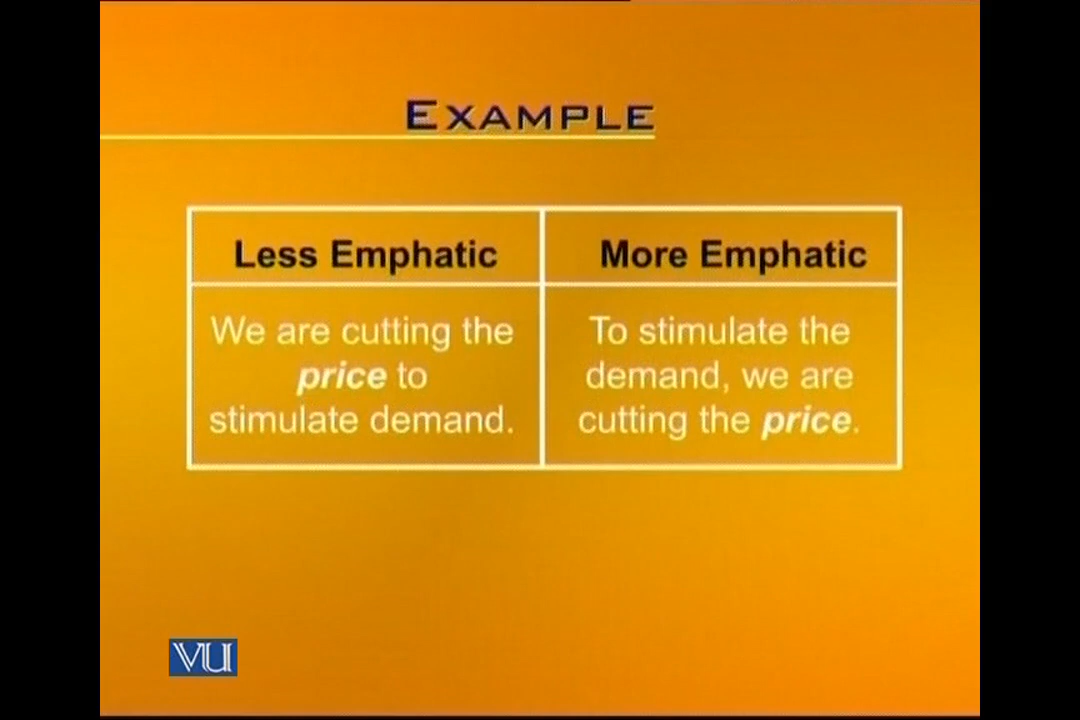 EXAMPLE
Less Emphatic
More Emphatic
We are cutting the
price to
stimulate demand.
To stimulate the
demand, we are
cutting the price.
VU